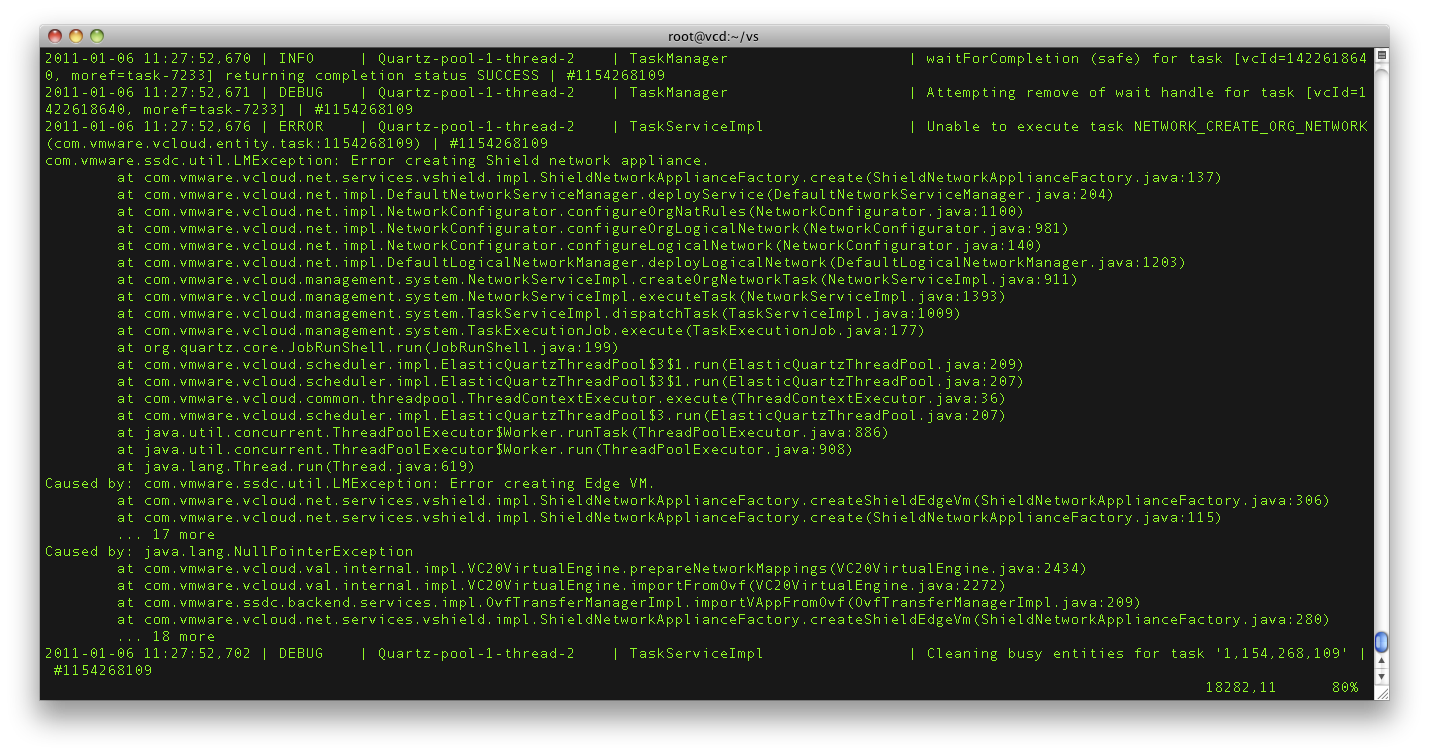 root@vcd:~/vs
2011-01-06 11:27:52,670 | INFO     | Quartz-pool-1-thread-2    | TaskManager                    | waitForCompletion (safe) for task [vcId=142261864
0, moref=task-7233] returning completion status SUCCESS | #1154268109
2011-01-06 11:27:52,671 | DEBUG    | Quartz-pool-1-thread-2    | TaskManager                    | Attempting remove of wait handle for task [vcId=1
422618640, moref=task-7233] | #1154268109
2011-01-06 11:27:52,676 | ERROR    | Quartz-pool-1-thread-2    | TaskServiceImpl                | Unable to execute task NETWORK_CREATE_ORG_NETWORK
(com.vmware.vcloud.entity.task:1154268109) | #1154268109
com.vmware.ssdc.util.LMException: Error creating Shield network appliance.
        at com.vmware.vcloud.net.services.vshield.impl.ShieldNetworkApplianceFactory.create(ShieldNetworkApplianceFactory.java:137)
        at com.vmware.vcloud.net.impl.DefaultNetworkServiceManager.deployService(DefaultNetworkServiceManager.java:204)
        at com.vmware.vcloud.net.impl.NetworkConfigurator.configureOrgNatRules(NetworkConfigurator.java:1100)
        at com.vmware.vcloud.net.impl.NetworkConfigurator.configureOrgLogicalNetwork(NetworkConfigurator.java:981)
        at com.vmware.vcloud.net.impl.NetworkConfigurator.configureLogicalNetwork(NetworkConfigurator.java:140)
        at com.vmware.vcloud.net.impl.DefaultLogicalNetworkManager.deployLogicalNetwork(DefaultLogicalNetworkManager.java:1203)
        at com.vmware.vcloud.management.system.NetworkServiceImpl.createOrgNetworkTask(NetworkServiceImpl.java:911)
        at com.vmware.vcloud.management.system.NetworkServiceImpl.executeTask(NetworkServiceImpl.java:1393)
        at com.vmware.vcloud.management.system.TaskServiceImpl.dispatchTask(TaskServiceImpl.java:1009)
        at com.vmware.vcloud.management.system.TaskExecutionJob.execute(TaskExecutionJob.java:177)
        at org.quartz.core.JobRunShell.run(JobRunShell.java:199)
        at com.vmware.vcloud.scheduler.impl.ElasticQuartzThreadPool$3$1.run(ElasticQuartzThreadPool.java:209)
        at com.vmware.vcloud.scheduler.impl.ElasticQuartzThreadPool$3$1.run(ElasticQuartzThreadPool.java:207)
        at com.vmware.vcloud.common.threadpool.ThreadContextExecutor.execute(ThreadContextExecutor.java:36)
        at com.vmware.vcloud.scheduler.impl.ElasticQuartzThreadPool$3.run(ElasticQuartzThreadPool.java:207)
        at java.util.concurrent.ThreadPoolExecutor$Worker.runTask(ThreadPoolExecutor.java:886)
        at java.util.concurrent.ThreadPoolExecutor$Worker.run(ThreadPoolExecutor.java:908)
        at java.lang.Thread.run(Thread.java:619)
Caused by: com.vmware.ssdc.util.LMException: Error creating Edge VM.
        at com.vmware.vcloud.net.services.vshield.impl.ShieldNetworkApplianceFactory.createShieldEdgeVm(ShieldNetworkApplianceFactory.java:306)
        at com.vmware.vcloud.net.services.vshield.impl.ShieldNetworkApplianceFactory.create(ShieldNetworkApplianceFactory.java:115)
        ... 17 more
Caused by: java.lang.NullPointerException
        at com.vmware.vcloud.val.internal.impl.VC20VirtualEngine.prepareNetworkMappings(VC20VirtualEngine.java:2434)
        at com.vmware.vcloud.val.internal.impl.VC20VirtualEngine.importFromOvf(VC20VirtualEngine.java:2272)
        at com.vmware.ssdc.backend.services.impl.OvfTransferManagerImpl.importVAppFromOvf(OvfTransferManagerImpl.java:209)
        at com.vmware.vcloud.net.services.vshield.impl.ShieldNetworkApplianceFactory.createShieldEdgeVm(ShieldNetworkApplianceFactory.java:280)
        ... 18 more
2011-01-06 11:27:52,702 | DEBUG    | Quartz-pool-1-thread-2    | TaskServiceImpl                | Cleaning busy entities for task '1,154,268,109' |
 #1154268109
18282,11      80%